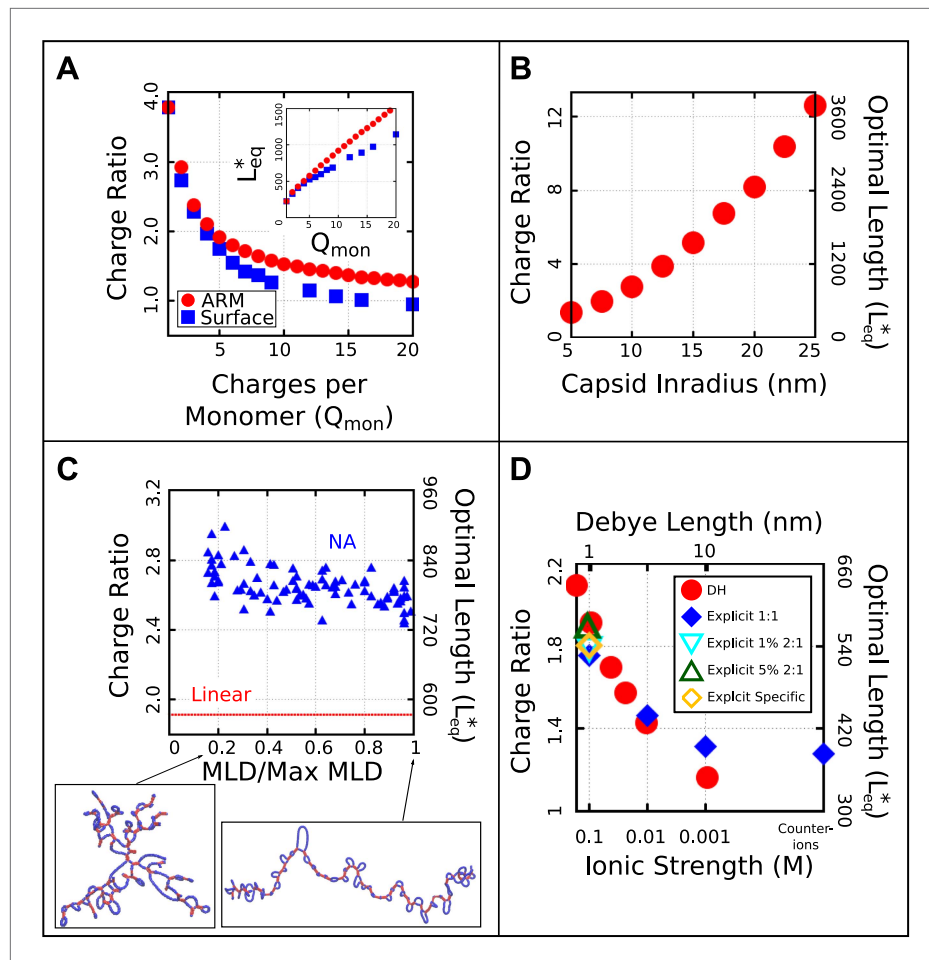 A
Charge Ratio
4.0
3.0
2.0
1.0
L*eq
1500
1000
500
0 5 10 15 20
Qmon
ARM
Surface
5 10 15 20
Charges per
Monomer (Qmon)
B
Charge Ratio
12
8
4
0
Optimal Length (L*eq)
3600
2400
1200
0
5 10 15 20 25
Capsid Inradius (nm)
C
Charge Ratio
3.2
2.8
2.4
2.0
NA
Linear
Optimal Length (L*eq)
960
840
720
600
0 0.2 0.4 0.6 0.8 1
MLD/Max MLD
D
Debye Length (nm)
1 10
Charge Ratio
2.2
1.8
1.4
1
DH
Explicit 1:1
Explicit 1% 2:1
Explicit 5% 2:1
Explcit Specific
Optimal Length (L*eq)
660
540
420
300
0.1 0.01 0.001
Counter-
ions
Ionic Strength (M)